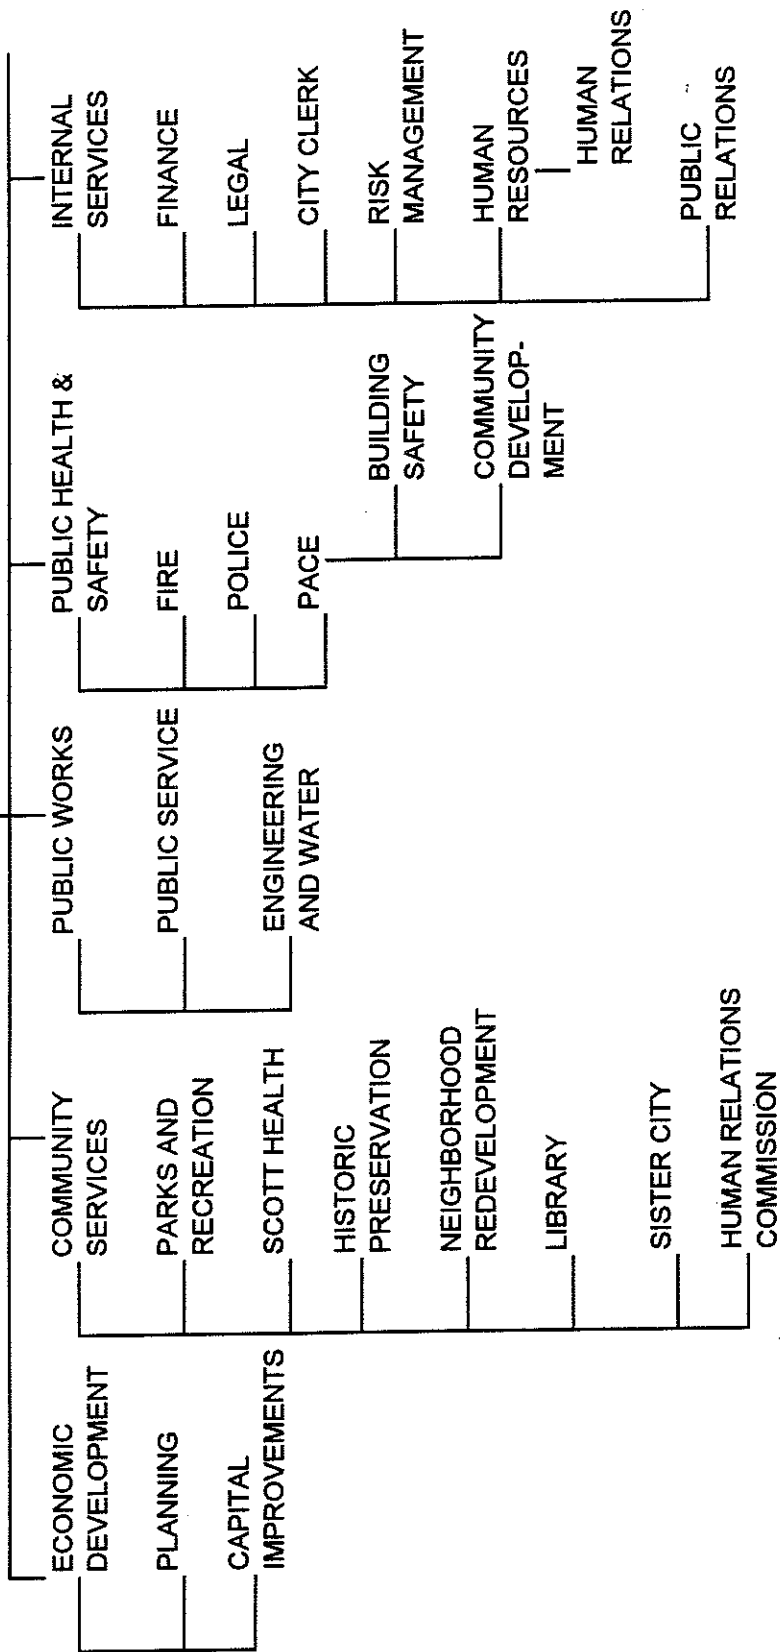 ECONOMIC
DEVELOPMENT
PLANNING
CAPITAL
IMPROVEMENTS
COMMUNITY
SERVICES
PARKS AND
RECREATION
SCOTT HEALTH
HISTORIC
PRESERVATION
NEIGHBORHOOD
REDEVELOPMENT
LIBRARY
SISTER CITY
HUMAN RELATIONS
COMMISSION
PUBLIC WORKS
PUBLIC SERVICE
ENGINEERING
AND WATER
PUBLIC HEALTH &
SAFETY
FIRE
POLICE
PACE
BUILDING
SAFETY
COMMUNITY
DEVELOP-
MENT
INTERNAL
SERVICES
FINANCE
LEGAL
CITY CLERK
RISK
MANAGEMENT
HUMAN
RESOURCES
HUMAN
RELATIONS
PUBLIC
RELATIONS